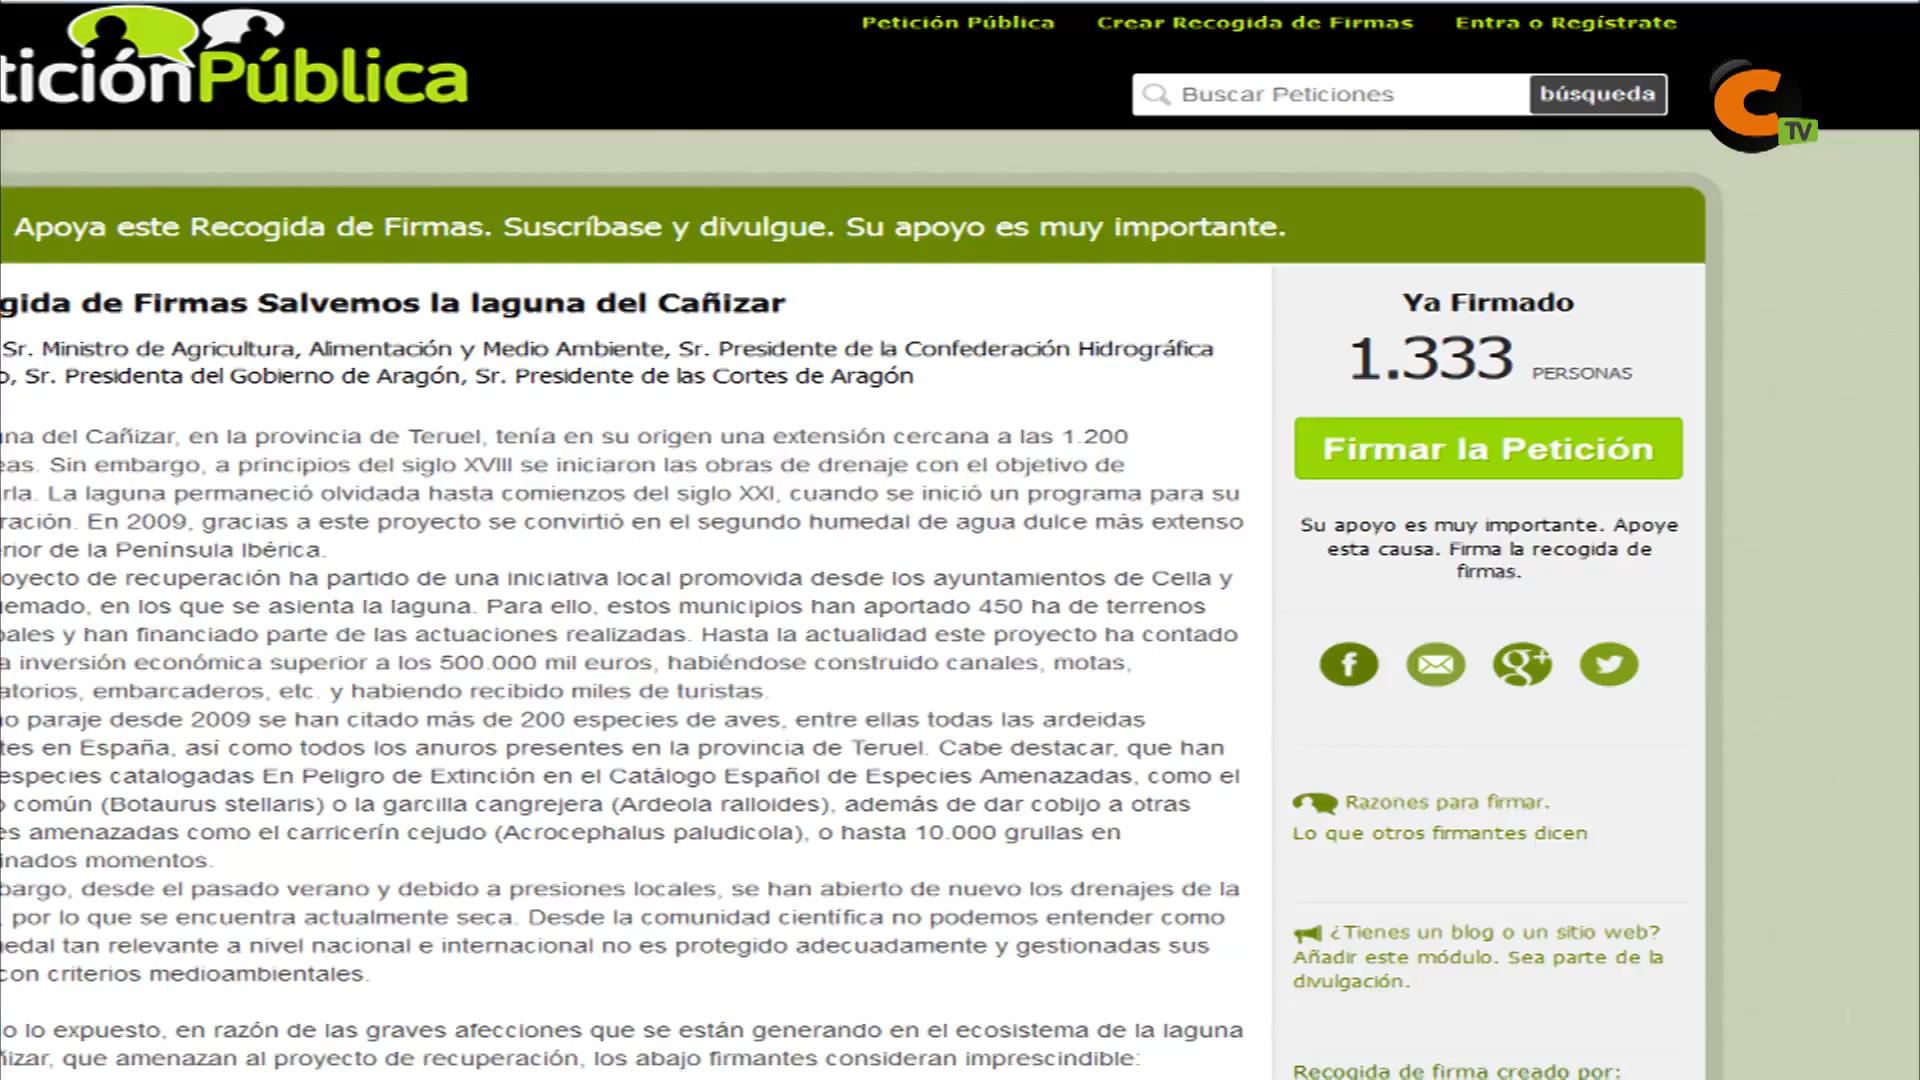 Petición Pública Crear Recogida de Firmas Entra o Regístrate
ticiónPública
Buscar Peticiones búsqueda
C TV
Apoya este Recogida de Firmas. Suscríbase y divulgue. Su apoyo es muy importante.
gida de Firmas Salvemos la laguna del Cañizar
Sr. Ministro de Agricultura, Alimentación y Medio Ambiente, Sr. Presidente de la Confederación Hidrográfica
o, Sr. Presidenta del Gobierno de Aragón, Sr. Presidente de las Cortes de Aragón
una del Cañizar, en la provincia de Teruel, tenía en su origen una extensión cercana a las 1.200
eas. Sin embargo, a principios del siglo XVIII se iniciaron las obras de drenaje con el objetivo de
rla. La laguna permaneció olvidada hasta comienzos del siglo XXI, cuando se inició un programa para su
ración. En 2009, gracias a este proyecto se convirtió en el segundo humedal de agua dulce más extenso
rior de la Península Ibérica.
oyecto de recuperación ha partido de una iniciativa local promovida desde los ayuntamientos de Cella y
uemado, en los que se asienta la laguna. Para ello, estos municipios han aportado 450 ha de terrenos
pales y han financiado parte de las actuaciones realizadas. Hasta la actualidad este proyecto ha contado
a inversión económica superior a los 500.000 mil euros, habiéndose construido canales, motas,
atorios, embarcaderos, etc. y habiendo recibido miles de turistas.
o paraje desde 2009 se han citado más de 200 especies de aves, entre ellas todas las ardeidas
tes en España, así como todos los anuros presentes en la provincia de Teruel. Cabe destacar, que han
especies catalogadas En Peligro de Extinción en el Catálogo Español de Especies Amenazadas, como el
o común (Botaurus stellaris) o la garcilla cangrejera (Ardeola ralloides), además de dar cobijo a otras
es amenazadas como el carricerín cejudo (Acrocephalus paludicola), o hasta 10.000 grullas en
inados momentos.
bargo, desde el pasado verano y debido a presiones locales, se han abierto de nuevo los drenajes de la
, por lo que se encuentra actualmente seca. Desde la comunidad científica no podemos entender como
nedal tan relevante a nivel nacional e internacional no es protegido adecuadamente y gestionadas sus
con criterios medioambientales.
o lo expuesto, en razón de las graves afecciones que se están generando en el ecosistema de la laguna
ñizar, que amenazan al proyecto de recuperación, los abajo firmantes consideran imprescindible:
Ya Firmado
1.333 PERSONAS
Firmar la Petición
Su apoyo es muy importante. Apoye
esta causa. Firma la recogida de
firmas.
Razones para firmar.
Lo que otros firmantes dicen
¿Tienes un blog o un sitio web?
Añadir este módulo. Sea parte de la
divulgación.
Recogida de firma creado por: